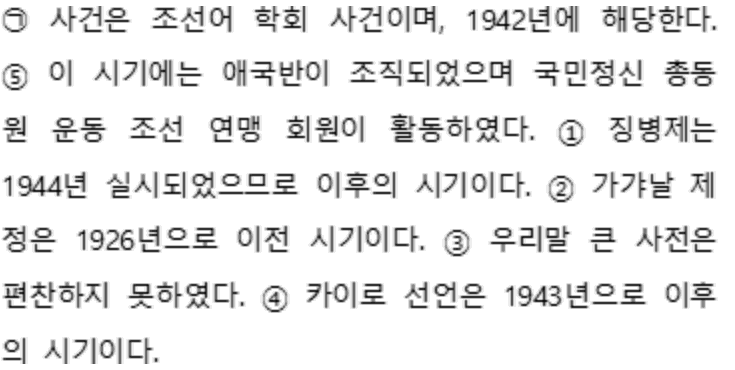 ㉠ 사건은 조선어 학회 사건이며, 1942년에 해당한다.
⑤ 이 시기에는 애국반이 조직되었으며 국민정신 총동
원 운동 조선 연맹 회원이 활동하였다. ① 징병제는
1944년 실시되었으므로 이후의 시기이다. ② 가갸날 제
정은 1926년으로 이전 시기이다. ③ 우리말 큰 사전은
편찬하지 못하였다. ④ 카이로 선언은 1943년으로 이후
의 시기이다.